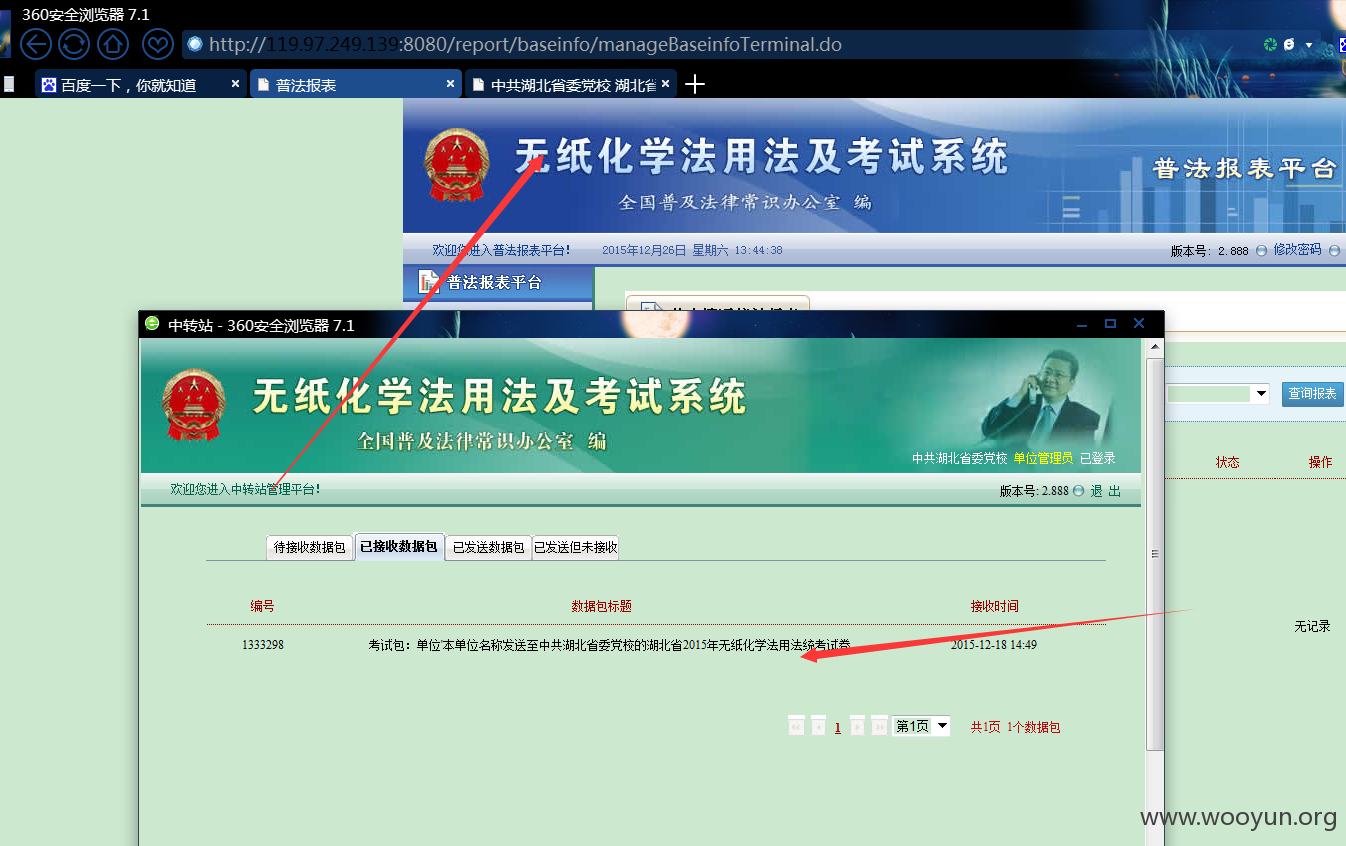 360安全浏览器 7.1
http://119.97.249.139:8080/report/baseinfo/manageBaseinfoTerminal.do
百度一下，你就知道
普法报表
中共湖北省委党校 湖北省
无纸化学法用法及考试系统
普法报表平台
全国普及法律常识办公室 编
欢迎您进入普法报表平台！
2015年12月26日 星期六 13:44:38
版本号: 2.888
修改密码
普法报表平台
中转站 - 360安全浏览器 7.1
无纸化学法用法及考试系统
全国普及法律常识办公室 编
中共湖北省委党校 单位管理员 已登录
查询报表
欢迎您进入中转站管理平台！
版本号: 2.888 退 出
状态
操作
待接收数据包
已接收数据包
已发送数据包
已发送但未接收
编号
数据包标题
接收时间
无记录
1333298
考试包：单位'本单位名称发送至中共湖北省委党校的湖北省2015年无纸化学法用法统考试卷
2015-12-18 14:49
1
第1页
共1页 1个数据包
www.wooyun.org